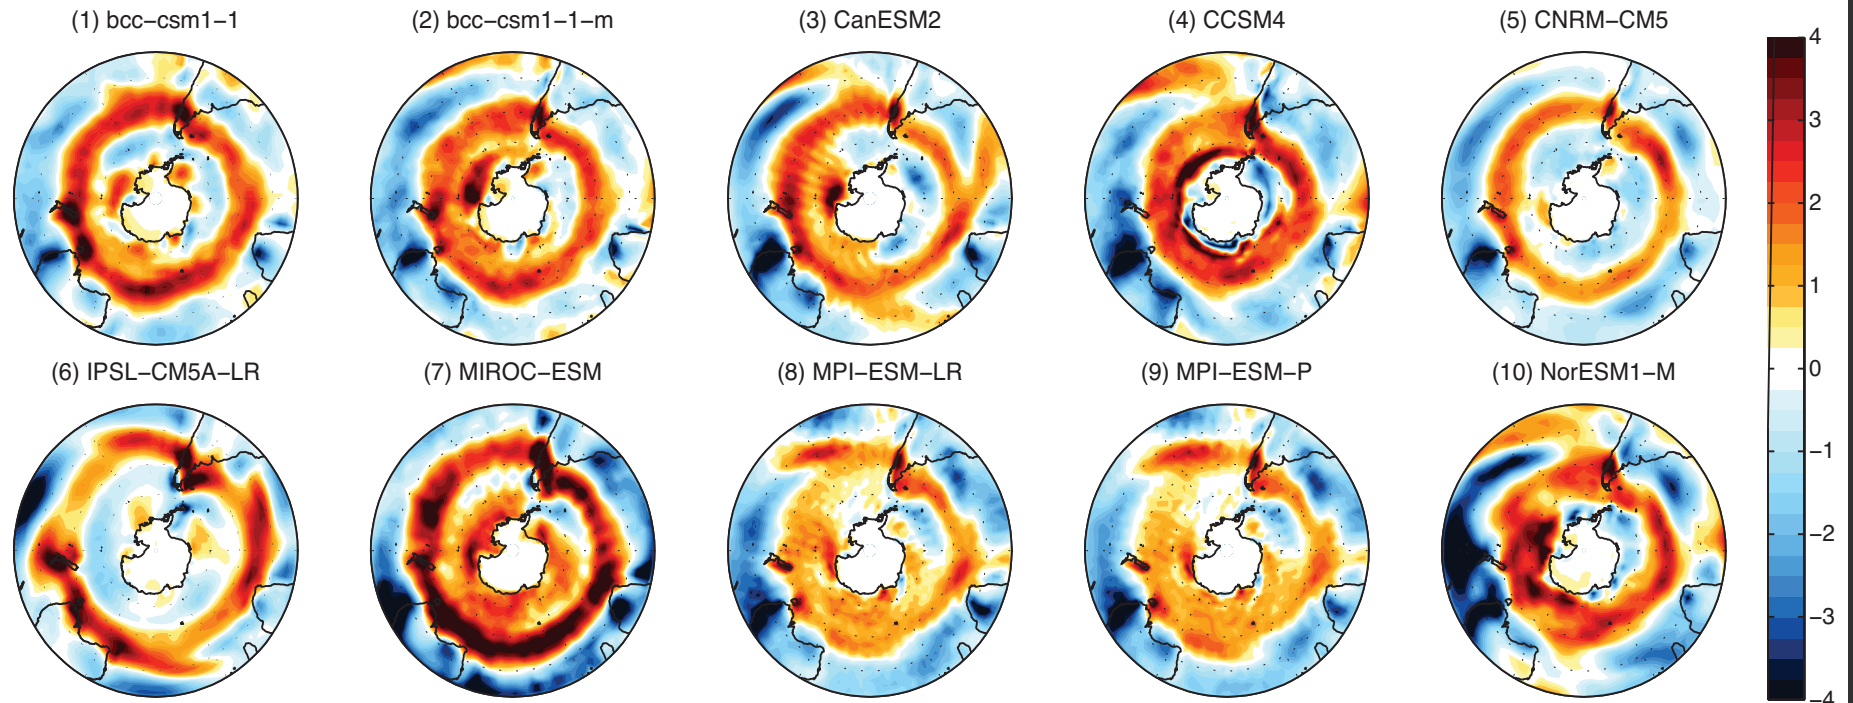 (1) bcc−csm1−1
(2) bcc−csm1−1−m
(3) CanESM2
(4) CCSM4
(5) CNRM−CM5
(6) IPSL−CM5A−LR
(7) MIROC−ESM
(8) MPI−ESM−LR
(9) MPI−ESM−P
(10) NorESM1−M
4
3
2
1
0
−1
−2
−3
−4